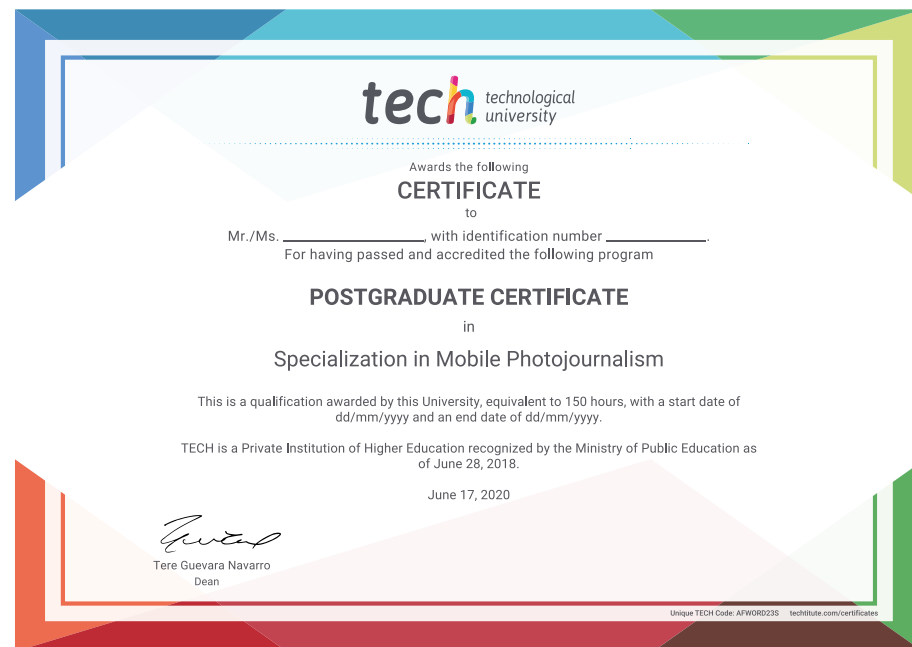 tech technological
university
Awards the following
CERTIFICATE
to
Mr./Ms. ____________, with identification number ____________.
For having passed and accredited the following program
POSTGRADUATE CERTIFICATE
in
Specialization in Mobile Photojournalism
This is a qualification awarded by this University, equivalent to 150 hours, with a start date of
dd/mm/yyyy and an end date of dd/mm/yyyy.
TECH is a Private Institution of Higher Education recognized by the Ministry of Public Education as
of June 28, 2018.
June 17, 2020
Tere Guevara Navarro
Dean
Unique TECH Code: AFWORD23S techtitute.com/certificates